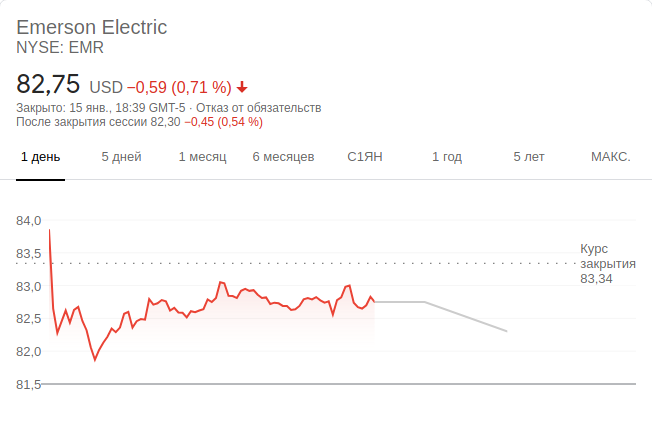 Emerson Electric
NYSE: EMR
82,75 USD −0,59 (0,71 %)
Закрыто: 15 янв., 18:39 GMT-5 · Отказ от обязательств
После закрытия сессии 82,30 −0,45 (0,54 %)
1 день 5 дней 1 месяц 6 месяцев С1ЯН 1 год 5 лет МАКС.
84,0
83,5
83,0
82,5
82,0
81,5
Курс
закрытия
83,34